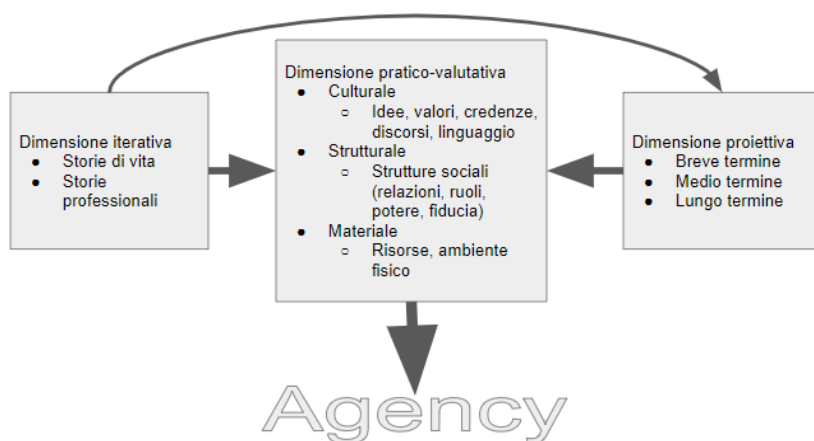 Dimensione iterativa
● Storie di vita
● Storie
professionali
Dimensione pratico-valutativa
● Culturale
○ Idee, valori, credenze,
discorsi, linguaggio
● Strutturale
○ Strutture sociali
(relazioni, ruoli,
potere, fiducia)
● Materiale
○ Risorse, ambiente
fisico
Dimensione proiettiva
● Breve termine
● Medio termine
● Lungo termine
Agency